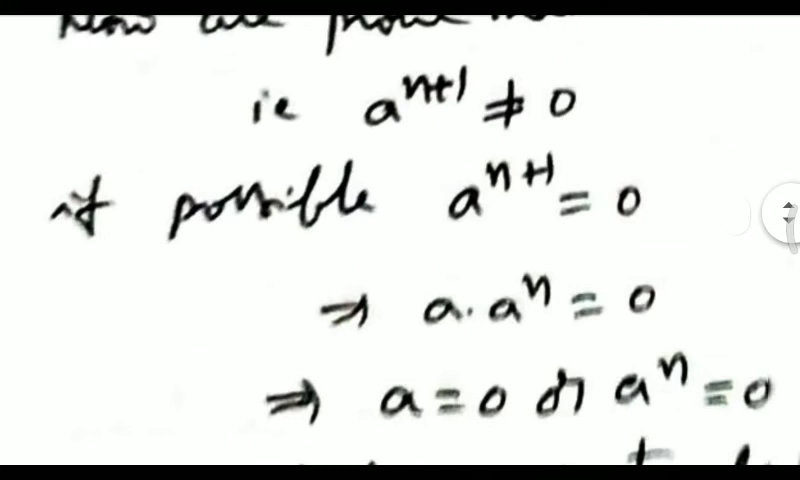 ie a^{n+1} ≠ 0
if possible a^{n+1} = 0
⇒ a·a^n = 0
⇒ a = 0 or a^n = 0